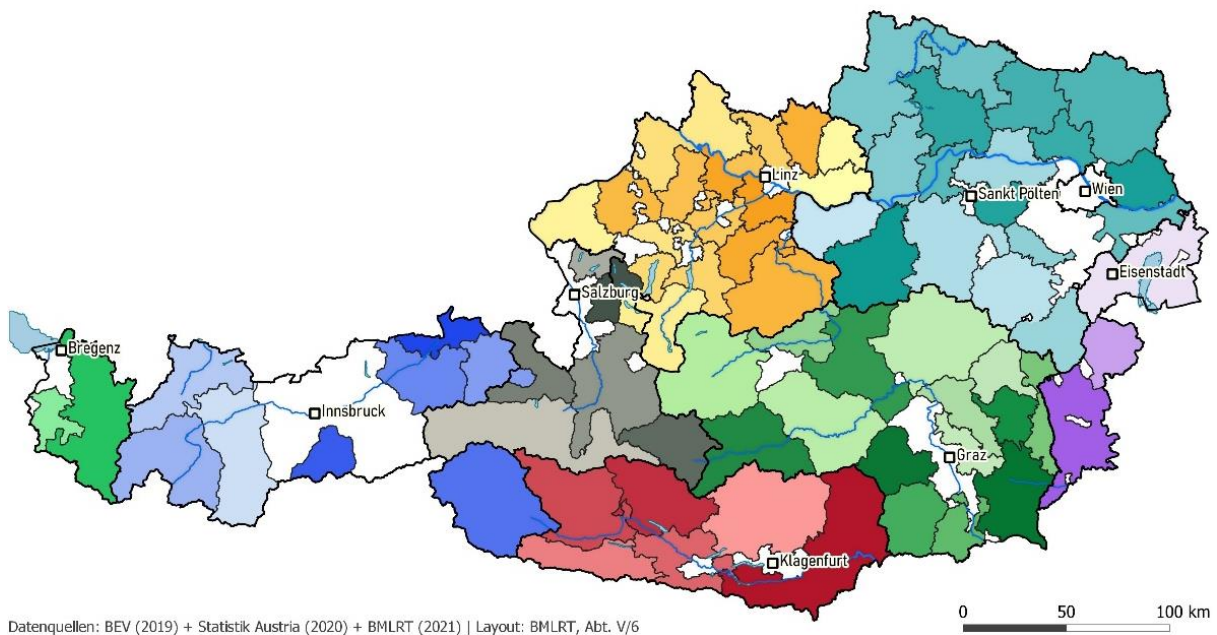 Linz
Sankt Pölten
Wien
Eisenstadt
Salzburg
Bregenz
Innsbruck
Graz
Klagenfurt
0 50 100 km
Datenquellen: BEV (2019) + Statistik Austria (2020) + BMLRT (2021) | Layout: BMLRT, Abt. V/6